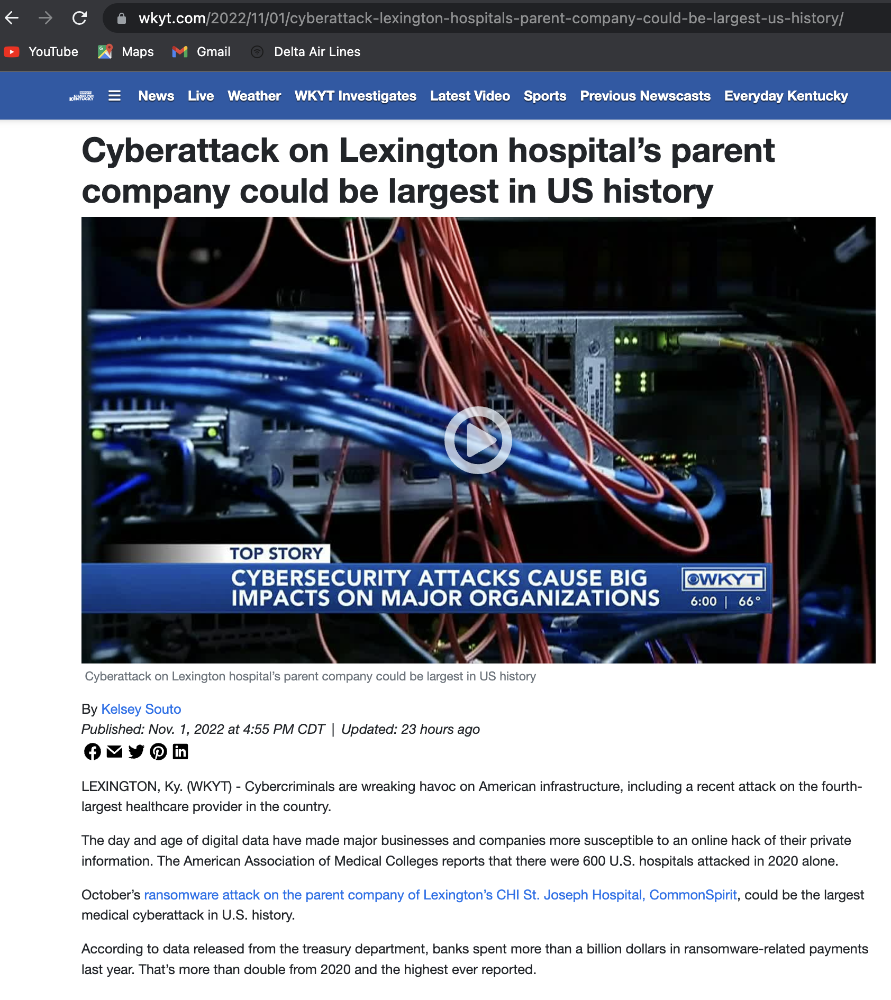 wkyt.com/2022/11/01/cyberattack-lexington-hospitals-parent-company-could-be-largest-us-history/
YouTube Maps Gmail Delta Air Lines
WKYT STANDS FOR KENTUCKY News Live Weather WKYT Investigates Latest Video Sports Previous Newscasts Everyday Kentucky
Cyberattack on Lexington hospital’s parent
company could be largest in US history
TOP STORY
CYBERSECURITY ATTACKS CAUSE BIG
IMPACTS ON MAJOR ORGANIZATIONS
WKYT
6:00 | 66°
Cyberattack on Lexington hospital’s parent company could be largest in US history
By Kelsey Souto
Published: Nov. 1, 2022 at 4:55 PM CDT | Updated: 23 hours ago
LEXINGTON, Ky. (WKYT) - Cybercriminals are wreaking havoc on American infrastructure, including a recent attack on the fourth-
largest healthcare provider in the country.
The day and age of digital data have made major businesses and companies more susceptible to an online hack of their private
information. The American Association of Medical Colleges reports that there were 600 U.S. hospitals attacked in 2020 alone.
October’s ransomware attack on the parent company of Lexington’s CHI St. Joseph Hospital, CommonSpirit, could be the largest
medical cyberattack in U.S. history.
According to data released from the treasury department, banks spent more than a billion dollars in ransomware-related payments
last year. That’s more than double from 2020 and the highest ever reported.